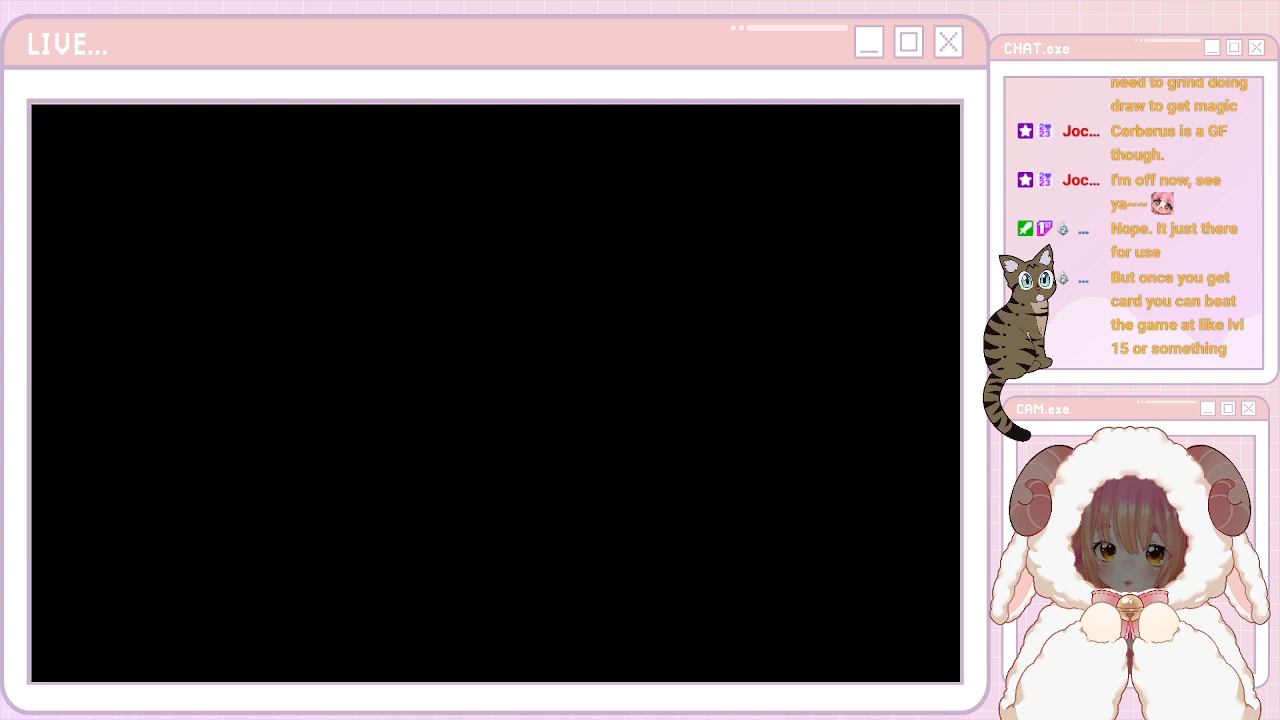 LIVE...
CHAT.exe
need to grind doing
draw to get magic
Joc... Cerberus is a GF
though.
Joc... I'm off now, see
ya~~
... Nope. It just there
for use
... But once you get
card you can beat
the game at like lvl
15 or something
CAM.exe